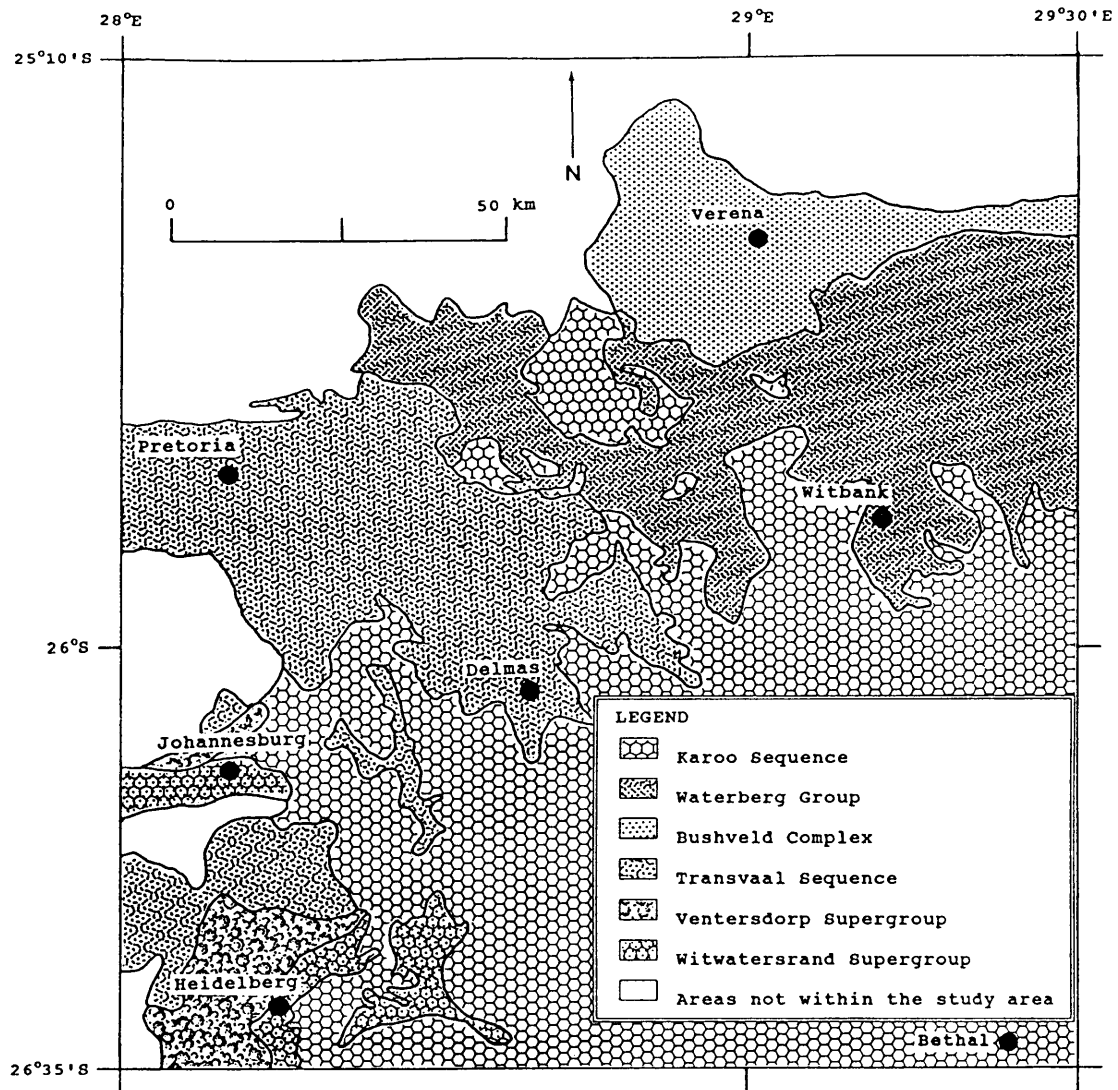 28°E
29°E
29°30'E
25°10'S
N
0
50 km
Verena
Pretoria
Witbank
26°S
Delmas
Johannesburg
LEGEND
Karoo Sequence
Waterberg Group
Bushveld Complex
Transvaal Sequence
Ventersdorp Supergroup
Witwatersrand Supergroup
Areas not within the study area
Heidelberg
Bethal
26°35'S